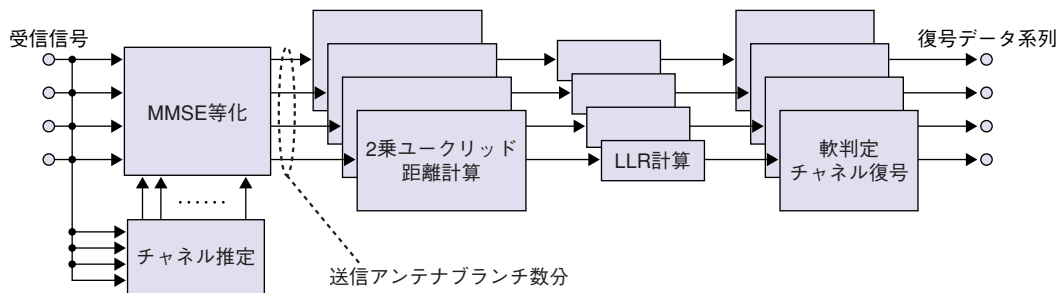 受信信号
復号データ系列
MMSE等化
2乗ユークリッド
距離計算
LLR計算
軟判定
チャネル復号
......
チャネル推定
送信アンテナブランチ数分